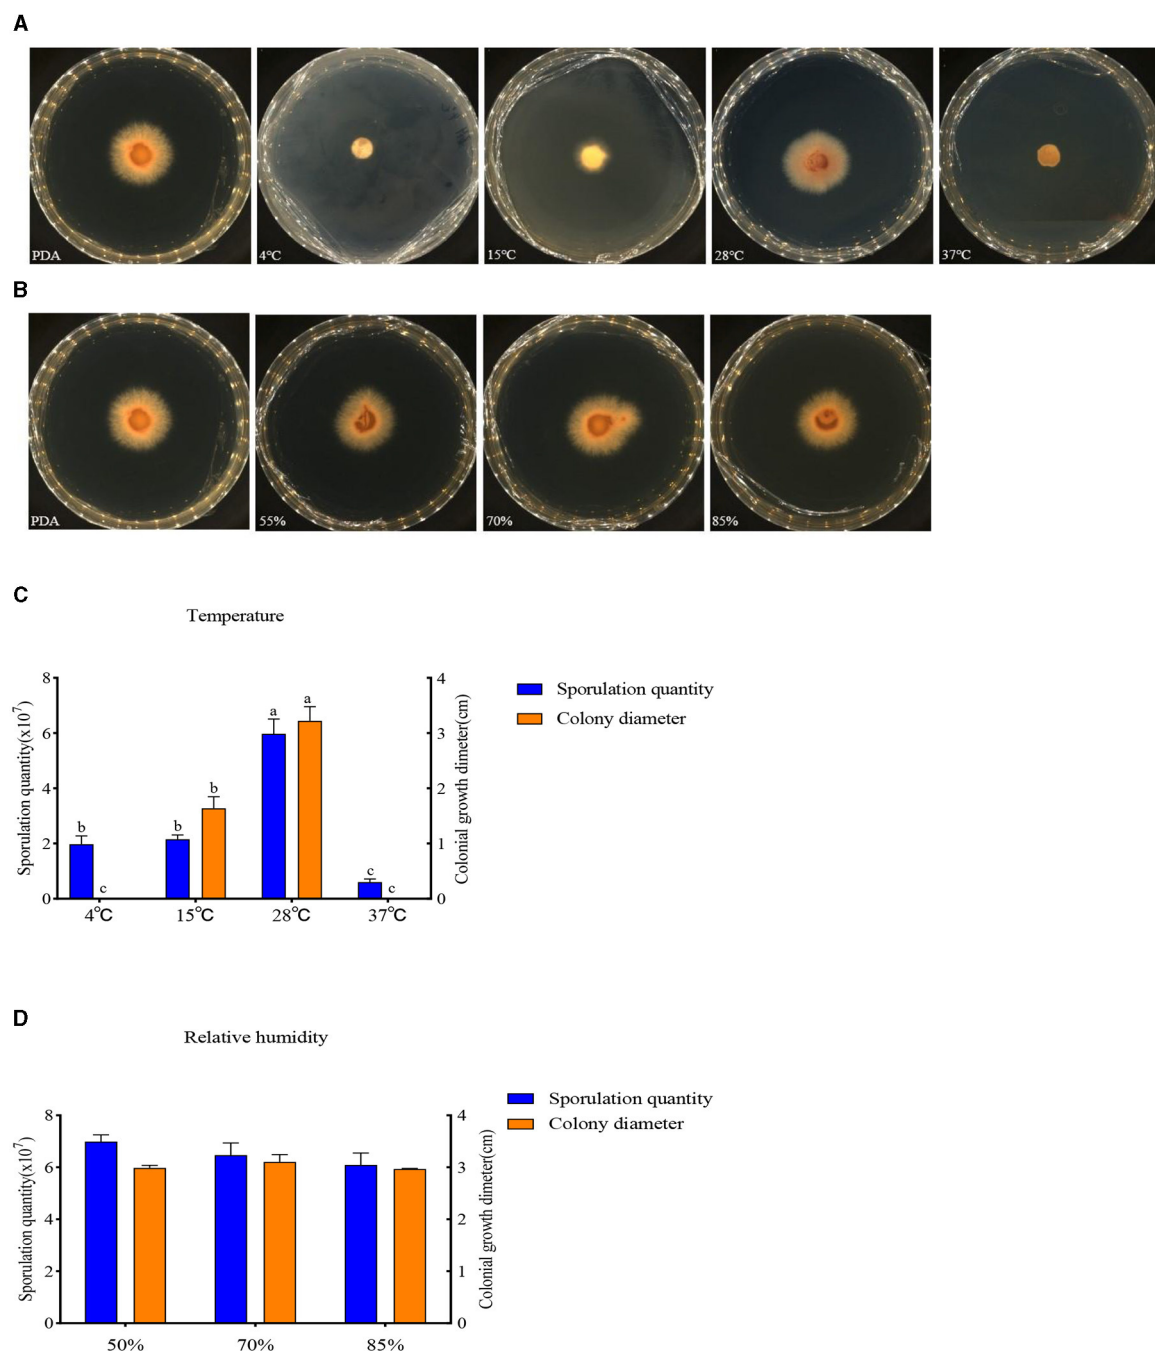 A
PDA
4°C
15°C
28°C
37°C
B
PDA
55%
70%
85%
C
Temperature
Sporulation quantity(x10⁷)
8
6
4
2
0
b
c
b
b
a
a
c
c
4℃
15℃
28℃
37℃
4
3
2
1
0
Colonial growth dimeter(cm)
Sporulation quantity
Colony diameter
D
Relative humidity
Sporulation quantity(x10⁷)
8
6
4
2
0
50%
70%
85%
4
3
2
1
0
Colonial growth dimeter(cm)
Sporulation quantity
Colony diameter